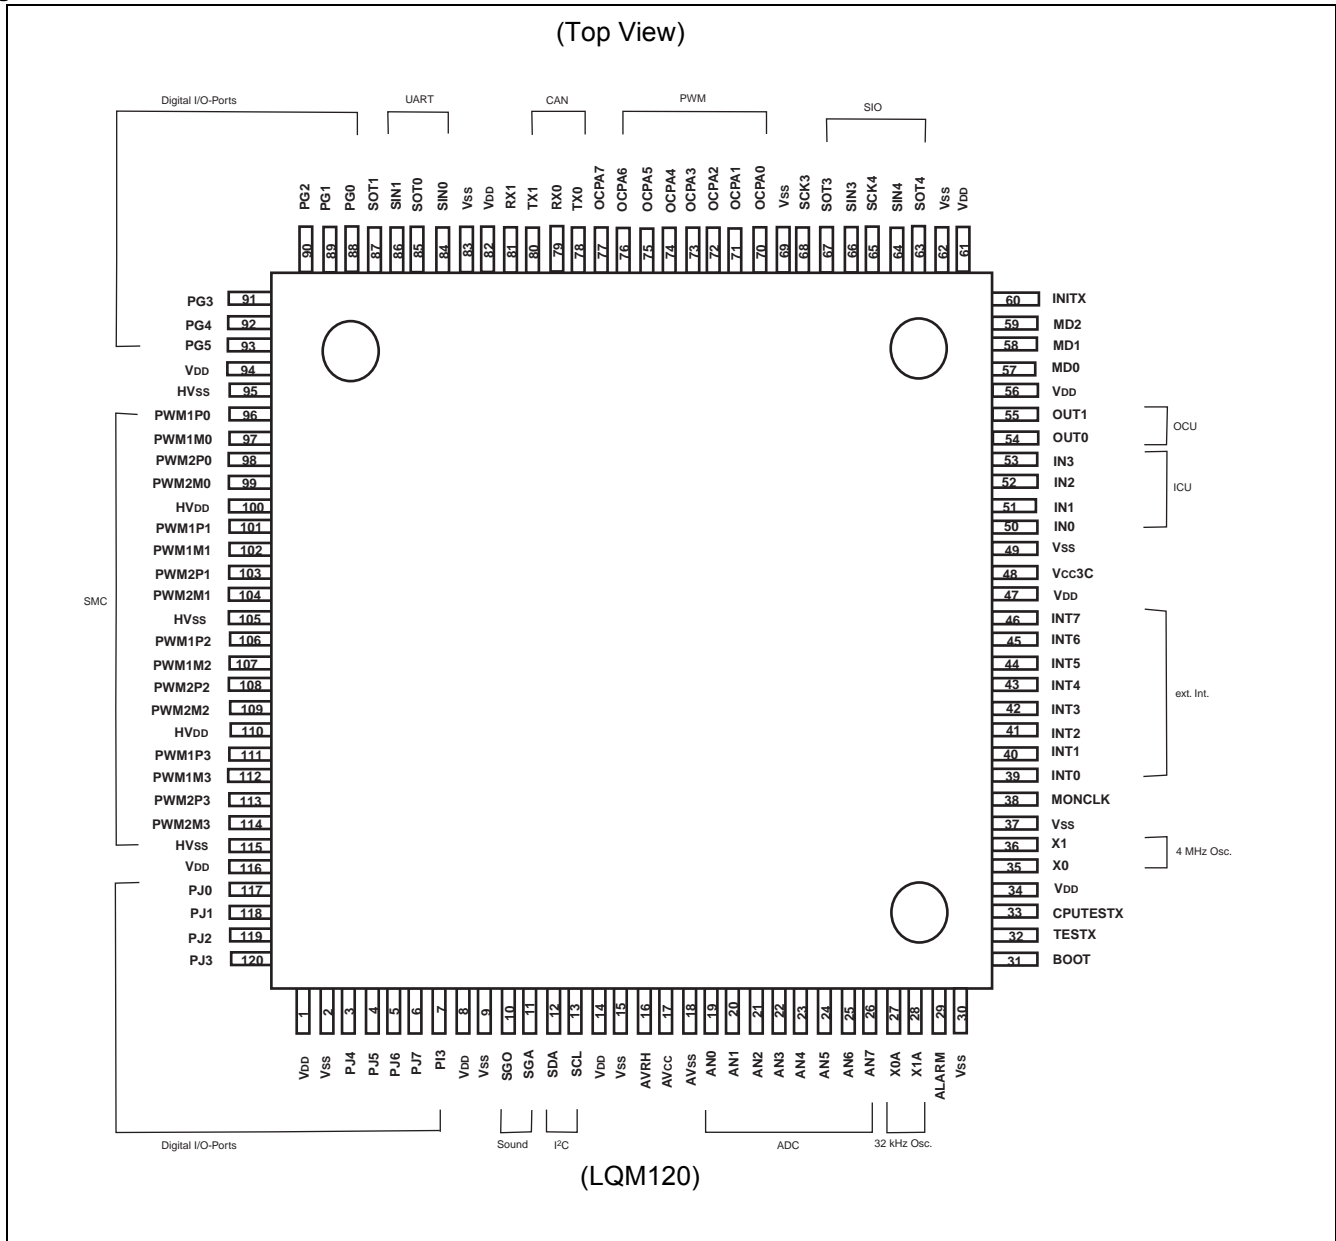 (Top View)
Digital I/O-Ports UART CAN PWM SIO
PG2 PG1 PG0 SOT1 SIN1 SOT0 SIN0 VSS VDD RX1 TX1 RX0 TX0 OCPA7 OCPA6 OCPA5 OCPA4 OCPA3 OCPA2 OCPA1 OCPA0 VSS SCK3 SOT3 SIN3 SCK4 SIN4 SOT4 VSS VDD
90 89 88 87 86 85 84 83 82 81 80 79 78 77 76 75 74 73 72 71 70 69 68 67 66 65 64 63 62 61
PG3 91 60 INITX
PG4 92 59 MD2
PG5 93 58 MD1
VDD 94 57 MD0
HVSS 95 56 VDD
PWM1P0 96 55 OUT1
OCU
PWM1M0 97 54 OUT0
PWM2P0 98 53 IN3
PWM2M0 99 52 IN2
ICU
HVDD 100 51 IN1
PWM1P1 101 50 IN0
PWM1M1 102 49 VSS
PWM2P1 103 48 VCC3C
PWM2M1 104 47 VDD
SMC
HVSS 105 46 INT7
PWM1P2 106 45 INT6
PWM1M2 107 44 INT5
PWM2P2 108 43 INT4
ext. Int.
PWM2M2 109 42 INT3
HVDD 110 41 INT2
PWM1P3 111 40 INT1
PWM1M3 112 39 INT0
PWM2P3 113 38 MONCLK
PWM2M3 114 37 VSS
HVSS 115 36 X1
4 MHz Osc.
VDD 116 35 X0
PJ0 117 34 VDD
PJ1 118 33 CPUTESTX
PJ2 119 32 TESTX
PJ3 120 31 BOOT
1 2 3 4 5 6 7 8 9 10 11 12 13 14 15 16 17 18 19 20 21 22 23 24 25 26 27 28 29 30
VDD VSS PJ4 PJ5 PJ6 PJ7 PI3 VDD VSS SGO SGA SDA SCL VDD VSS AVRH AVCC AVSS AN0 AN1 AN2 AN3 AN4 AN5 AN6 AN7 X0A X1A ALARM VSS
Digital I/O-Ports Sound I²C ADC 32 kHz Osc.
(LQM120)